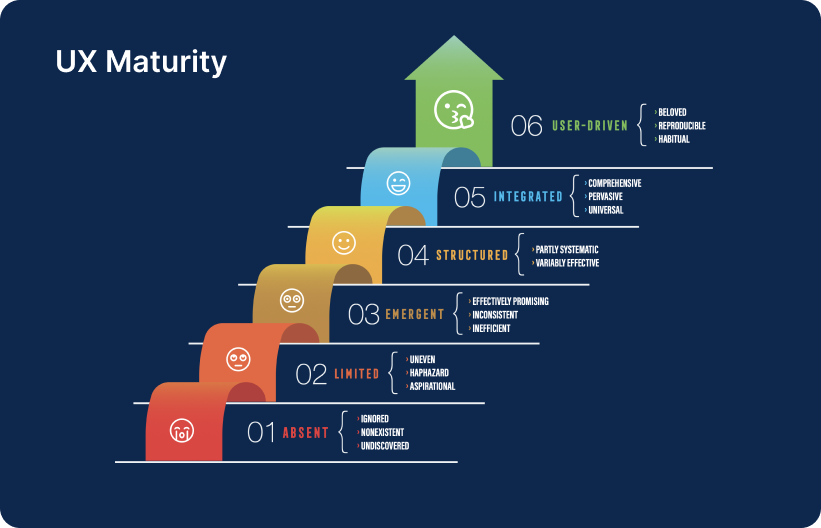 UX Maturity
06 USER-DRIVEN
› BELOVED
› REPRODUCIBLE
› HABITUAL
05 INTEGRATED
› COMPREHENSIVE
› PERVASIVE
› UNIVERSAL
04 STRUCTURED
› PARTLY SYSTEMATIC
› VARIABLY EFFECTIVE
03 EMERGENT
› EFFECTIVELY PROMISING
› INCONSISTENT
› INEFFICIENT
02 LIMITED
› UNEVEN
› HAPHAZARD
› ASPIRATIONAL
01 ABSENT
› IGNORED
› NONEXISTENT
› UNDISCOVERED